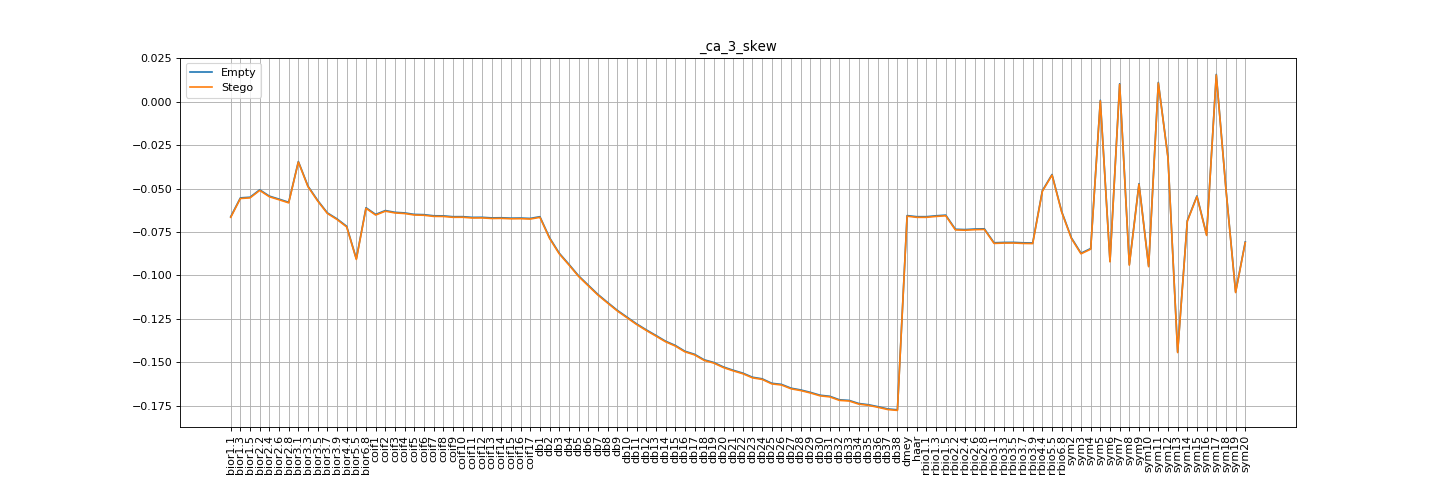 _ca_3_skew
Empty
Stego
0.025
0.000
−0.025
−0.050
−0.075
−0.100
−0.125
−0.150
−0.175
bior1.1
bior1.3
bior1.5
bior2.2
bior2.4
bior2.6
bior2.8
bior3.1
bior3.3
bior3.5
bior3.7
bior3.9
bior4.4
bior5.5
bior6.8
coif1
coif2
coif3
coif4
coif5
coif6
coif7
coif8
coif9
coif10
coif11
coif12
coif13
coif14
coif15
coif16
coif17
db1
db2
db3
db4
db5
db6
db7
db8
db9
db10
db11
db12
db13
db14
db15
db16
db17
db18
db19
db20
db21
db22
db23
db24
db25
db26
db27
db28
db29
db30
db31
db32
db33
db34
db35
db36
db37
db38
dmey
haar
rbio1.1
rbio1.3
rbio1.5
rbio2.2
rbio2.4
rbio2.6
rbio2.8
rbio3.1
rbio3.3
rbio3.5
rbio3.7
rbio3.9
rbio4.4
rbio5.5
rbio6.8
sym2
sym3
sym4
sym5
sym6
sym7
sym8
sym9
sym10
sym11
sym12
sym13
sym14
sym15
sym16
sym17
sym18
sym19
sym20